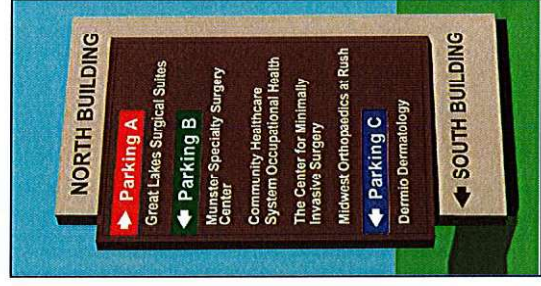 NORTH BUILDING
Parking A
Great Lakes Surgical Suites
Parking B
Munster Specialty Surgery
Center
Community Healthcare
System Occupational Health
The Center for Minimally
Invasive Surgery
Midwest Orthopaedics at Rush
Parking C
Dermio Dermatology
SOUTH BUILDING